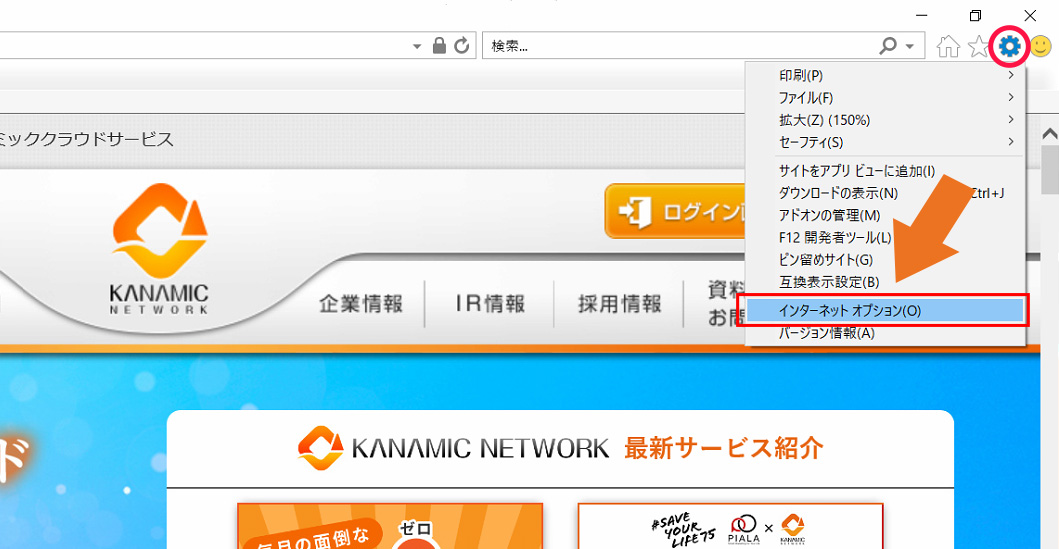 検索...
印刷(P)
ファイル(F)
拡大(Z) (150%)
セーフティ(S)
サイトをアプリ ビューに追加(I)
ダウンロードの表示(N) Ctrl+J
アドオンの管理(M)
F12 開発者ツール(L)
ピン留めサイト(G)
互換表示設定(B)
インターネット オプション(O)
バージョン情報(A)
ミッククラウドサービス
ログイン
KANAMIC
NETWORK
企業情報
IR情報
採用情報
資料
お問
ド
KANAMIC NETWORK 最新サービス紹介
毎月の面倒な
ゼロ
#SAVE
YOUR
LIFE75
PIALA
×
KANAMIC
NETWORK